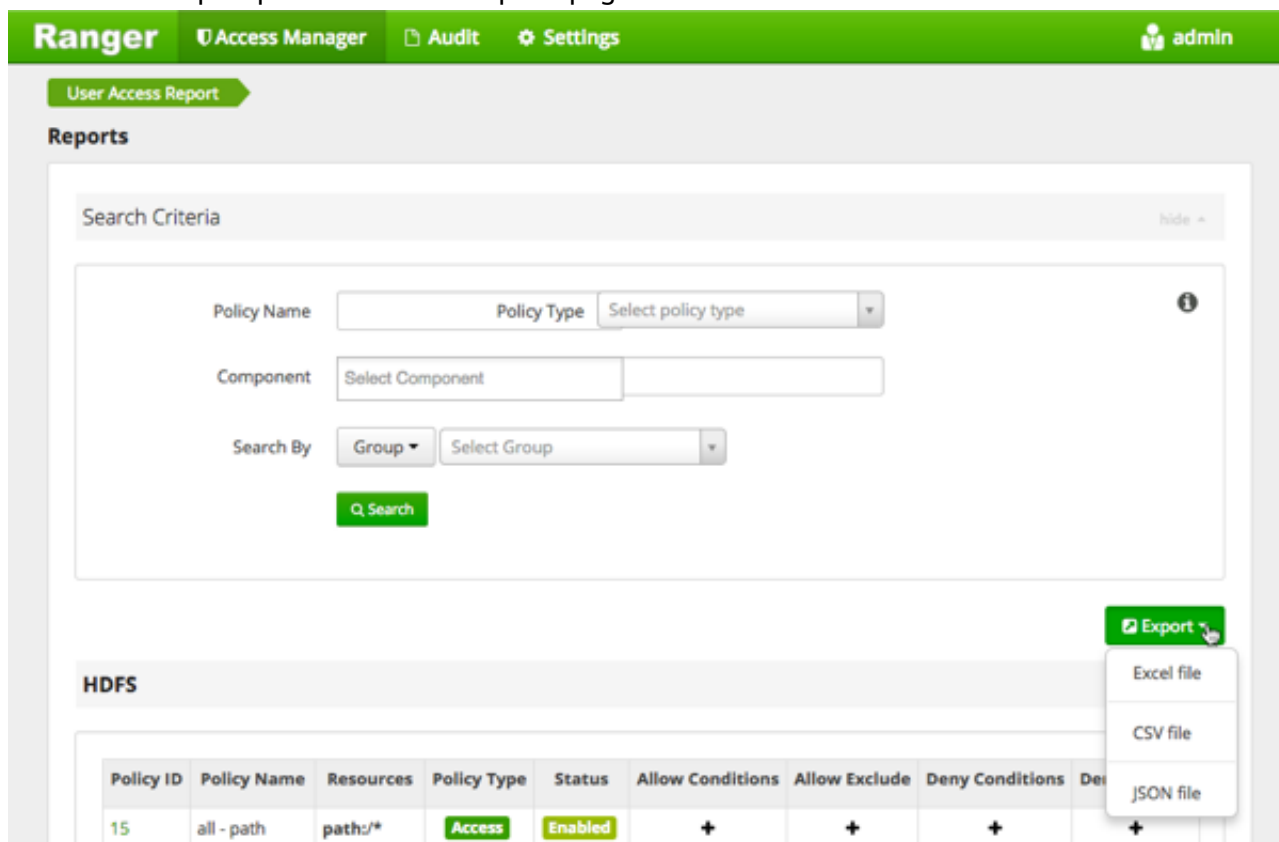 Ranger Access Manager Audit Settings admin
User Access Report
Reports
Search Criteria hide
Policy Name Policy Type Select policy type
Component Select Component
Search By Group Select Group
Search
Export
Excel file
HDFS
CSV file
Policy ID Policy Name Resources Policy Type Status Allow Conditions Allow Exclude Deny Conditions
JSON file
15 all - path path:/* Access Enabled + + + +